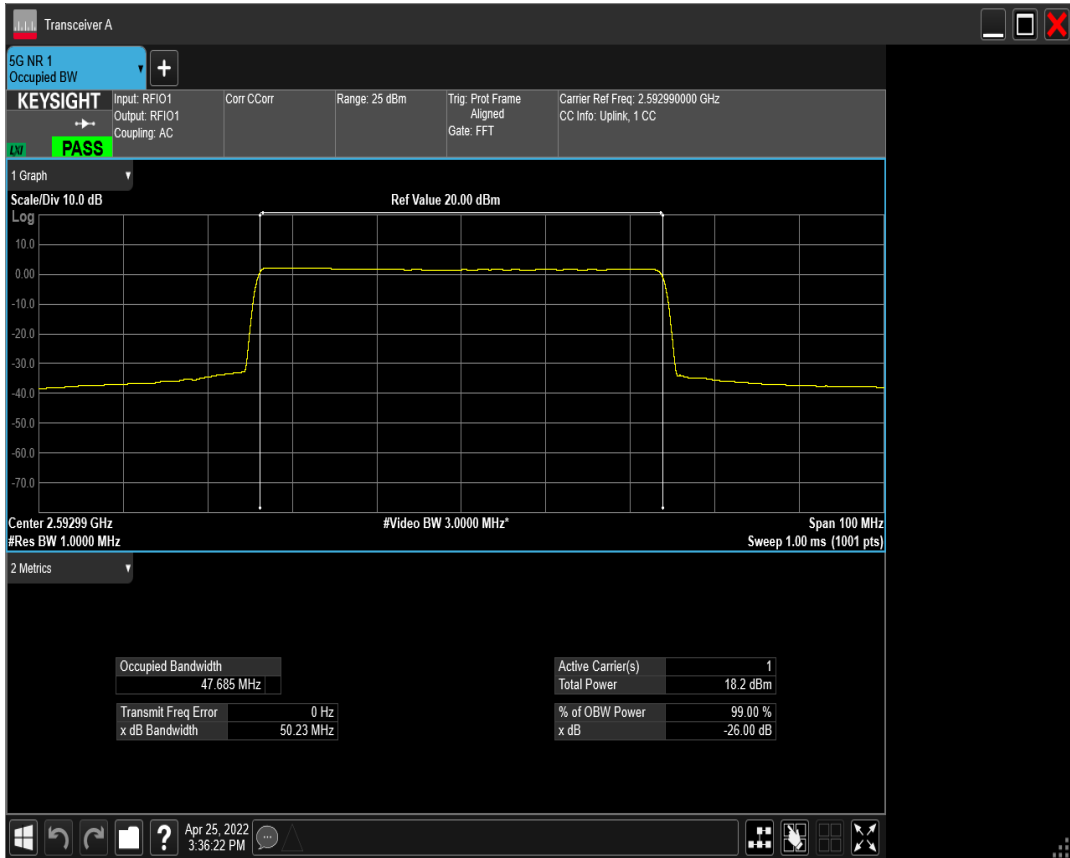 Transceiver A
5G NR 1
Occupied BW
+
KEYSIGHT
Input: RFIO1
Output: RFIO1
Coupling: AC
Corr CCorr
Range: 25 dBm
Trig: Prot Frame
Aligned
Gate: FFT
Carrier Ref Freq: 2.592990000 GHz
CC Info: Uplink, 1 CC
LXI
PASS
1 Graph
Scale/Div 10.0 dB
Ref Value 20.00 dBm
Log
10.0
0.00
-10.0
-20.0
-30.0
-40.0
-50.0
-60.0
-70.0
Center 2.59299 GHz
#Video BW 3.0000 MHz*
Span 100 MHz
#Res BW 1.0000 MHz
Sweep 1.00 ms (1001 pts)
2 Metrics
Occupied Bandwidth
47.685 MHz
Transmit Freq Error 0 Hz
x dB Bandwidth 50.23 MHz
Active Carrier(s) 1
Total Power 18.2 dBm
% of OBW Power 99.00 %
x dB -26.00 dB
?
Apr 25, 2022
3:36:22 PM